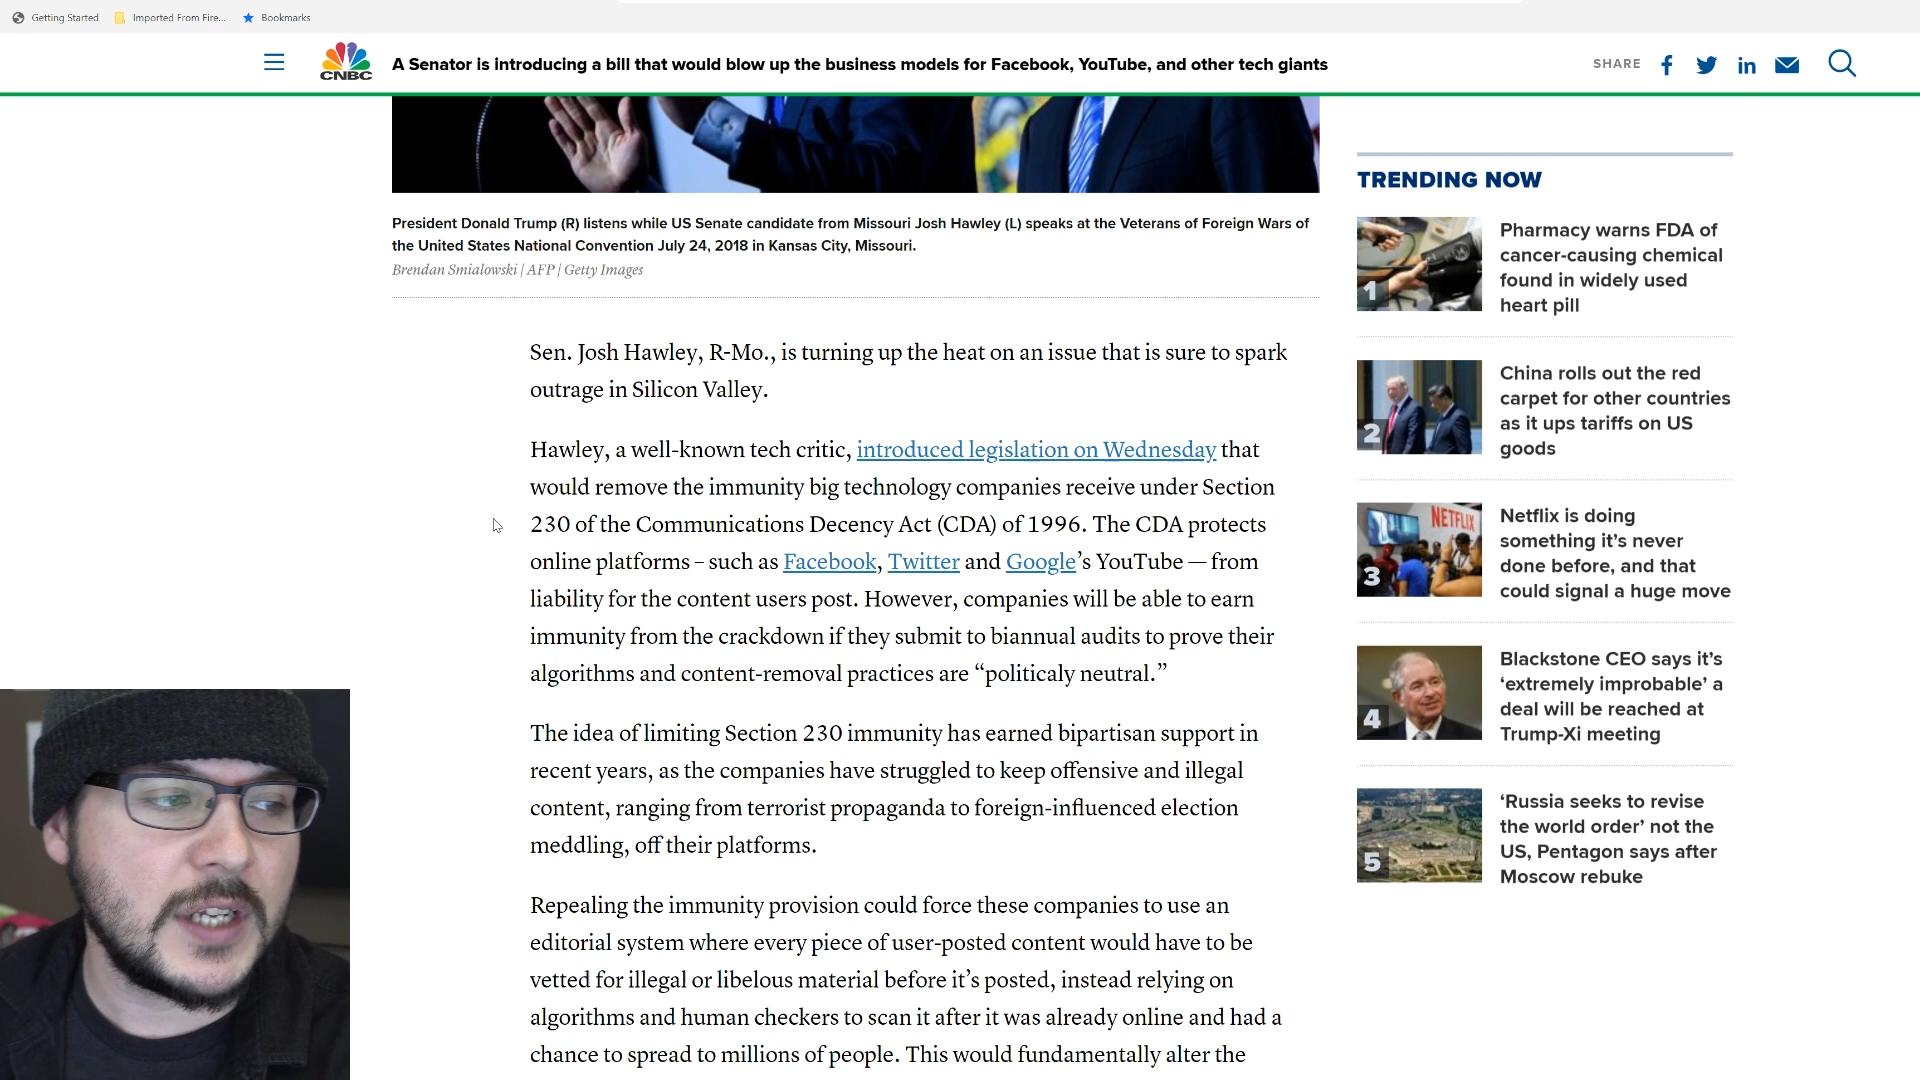 Getting Started
Imported From Fire...
Bookmarks
CNBC
A Senator is introducing a bill that would blow up the business models for Facebook, YouTube, and other tech giants
SHARE
President Donald Trump (R) listens while US Senate candidate from Missouri Josh Hawley (L) speaks at the Veterans of Foreign Wars of
the United States National Convention July 24, 2018 in Kansas City, Missouri.
Brendan Smialowski | AFP | Getty Images
Sen. Josh Hawley, R-Mo., is turning up the heat on an issue that is sure to spark
outrage in Silicon Valley.
Hawley, a well-known tech critic, introduced legislation on Wednesday that
would remove the immunity big technology companies receive under Section
230 of the Communications Decency Act (CDA) of 1996. The CDA protects
online platforms – such as Facebook, Twitter and Google’s YouTube — from
liability for the content users post. However, companies will be able to earn
immunity from the crackdown if they submit to biannual audits to prove their
algorithms and content-removal practices are “politicaly neutral.”
The idea of limiting Section 230 immunity has earned bipartisan support in
recent years, as the companies have struggled to keep offensive and illegal
content, ranging from terrorist propaganda to foreign-influenced election
meddling, off their platforms.
Repealing the immunity provision could force these companies to use an
editorial system where every piece of user-posted content would have to be
vetted for illegal or libelous material before it’s posted, instead relying on
algorithms and human checkers to scan it after it was already online and had a
chance to spread to millions of people. This would fundamentally alter the
TRENDING NOW
1
Pharmacy warns FDA of
cancer-causing chemical
found in widely used
heart pill
2
China rolls out the red
carpet for other countries
as it ups tariffs on US
goods
NETFLIX
3
Netflix is doing
something it’s never
done before, and that
could signal a huge move
4
Blackstone CEO says it’s
‘extremely improbable’ a
deal will be reached at
Trump-Xi meeting
5
‘Russia seeks to revise
the world order’ not the
US, Pentagon says after
Moscow rebuke